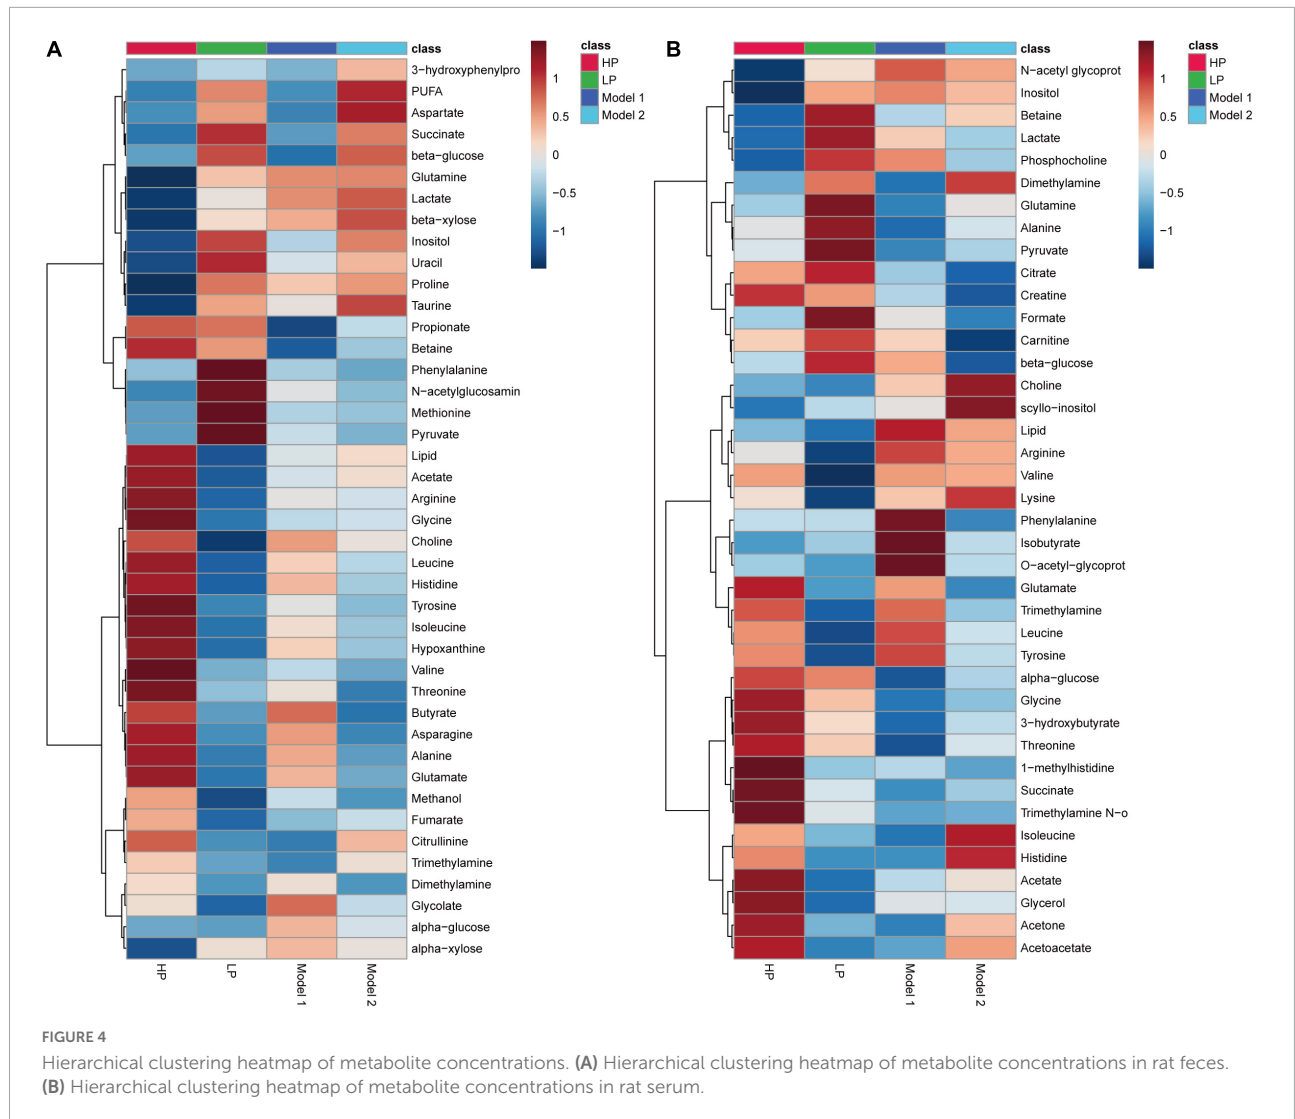 A
class
3-hydroxyphenylpro
PUFA
Aspartate
Succinate
beta-glucose
Glutamine
Lactate
beta-xylose
Inositol
Uracil
Proline
Taurine
Propionate
Betaine
Phenylalanine
N-acetylglucosamin
Methionine
Pyruvate
Lipid
Acetate
Arginine
Glycine
Choline
Leucine
Histidine
Tyrosine
Isoleucine
Hypoxanthine
Valine
Threonine
Butyrate
Asparagine
Alanine
Glutamate
Methanol
Fumarate
Citrullinine
Trimethylamine
Dimethylamine
Glycolate
alpha-glucose
alpha-xylose
HP
LP
Model 1
Model 2
1
0.5
0
−0.5
−1
class
HP
LP
Model 1
Model 2
B
class
N-acetyl glycoprot
Inositol
Betaine
Lactate
Phosphocholine
Dimethylamine
Glutamine
Alanine
Pyruvate
Citrate
Creatine
Formate
Carnitine
beta-glucose
Choline
scyllo-inositol
Lipid
Arginine
Valine
Lysine
Phenylalanine
Isobutyrate
O-acetyl-glycoprot
Glutamate
Trimethylamine
Leucine
Tyrosine
alpha-glucose
Glycine
3-hydroxybutyrate
Threonine
1-methylhistidine
Succinate
Trimethylamine N-o
Isoleucine
Histidine
Acetate
Glycerol
Acetone
Acetoacetate
HP
LP
Model 1
Model 2
1
0.5
0
−0.5
−1
class
HP
LP
Model 1
Model 2
FIGURE 4
Hierarchical clustering heatmap of metabolite concentrations. (A) Hierarchical clustering heatmap of metabolite concentrations in rat feces.
(B) Hierarchical clustering heatmap of metabolite concentrations in rat serum.